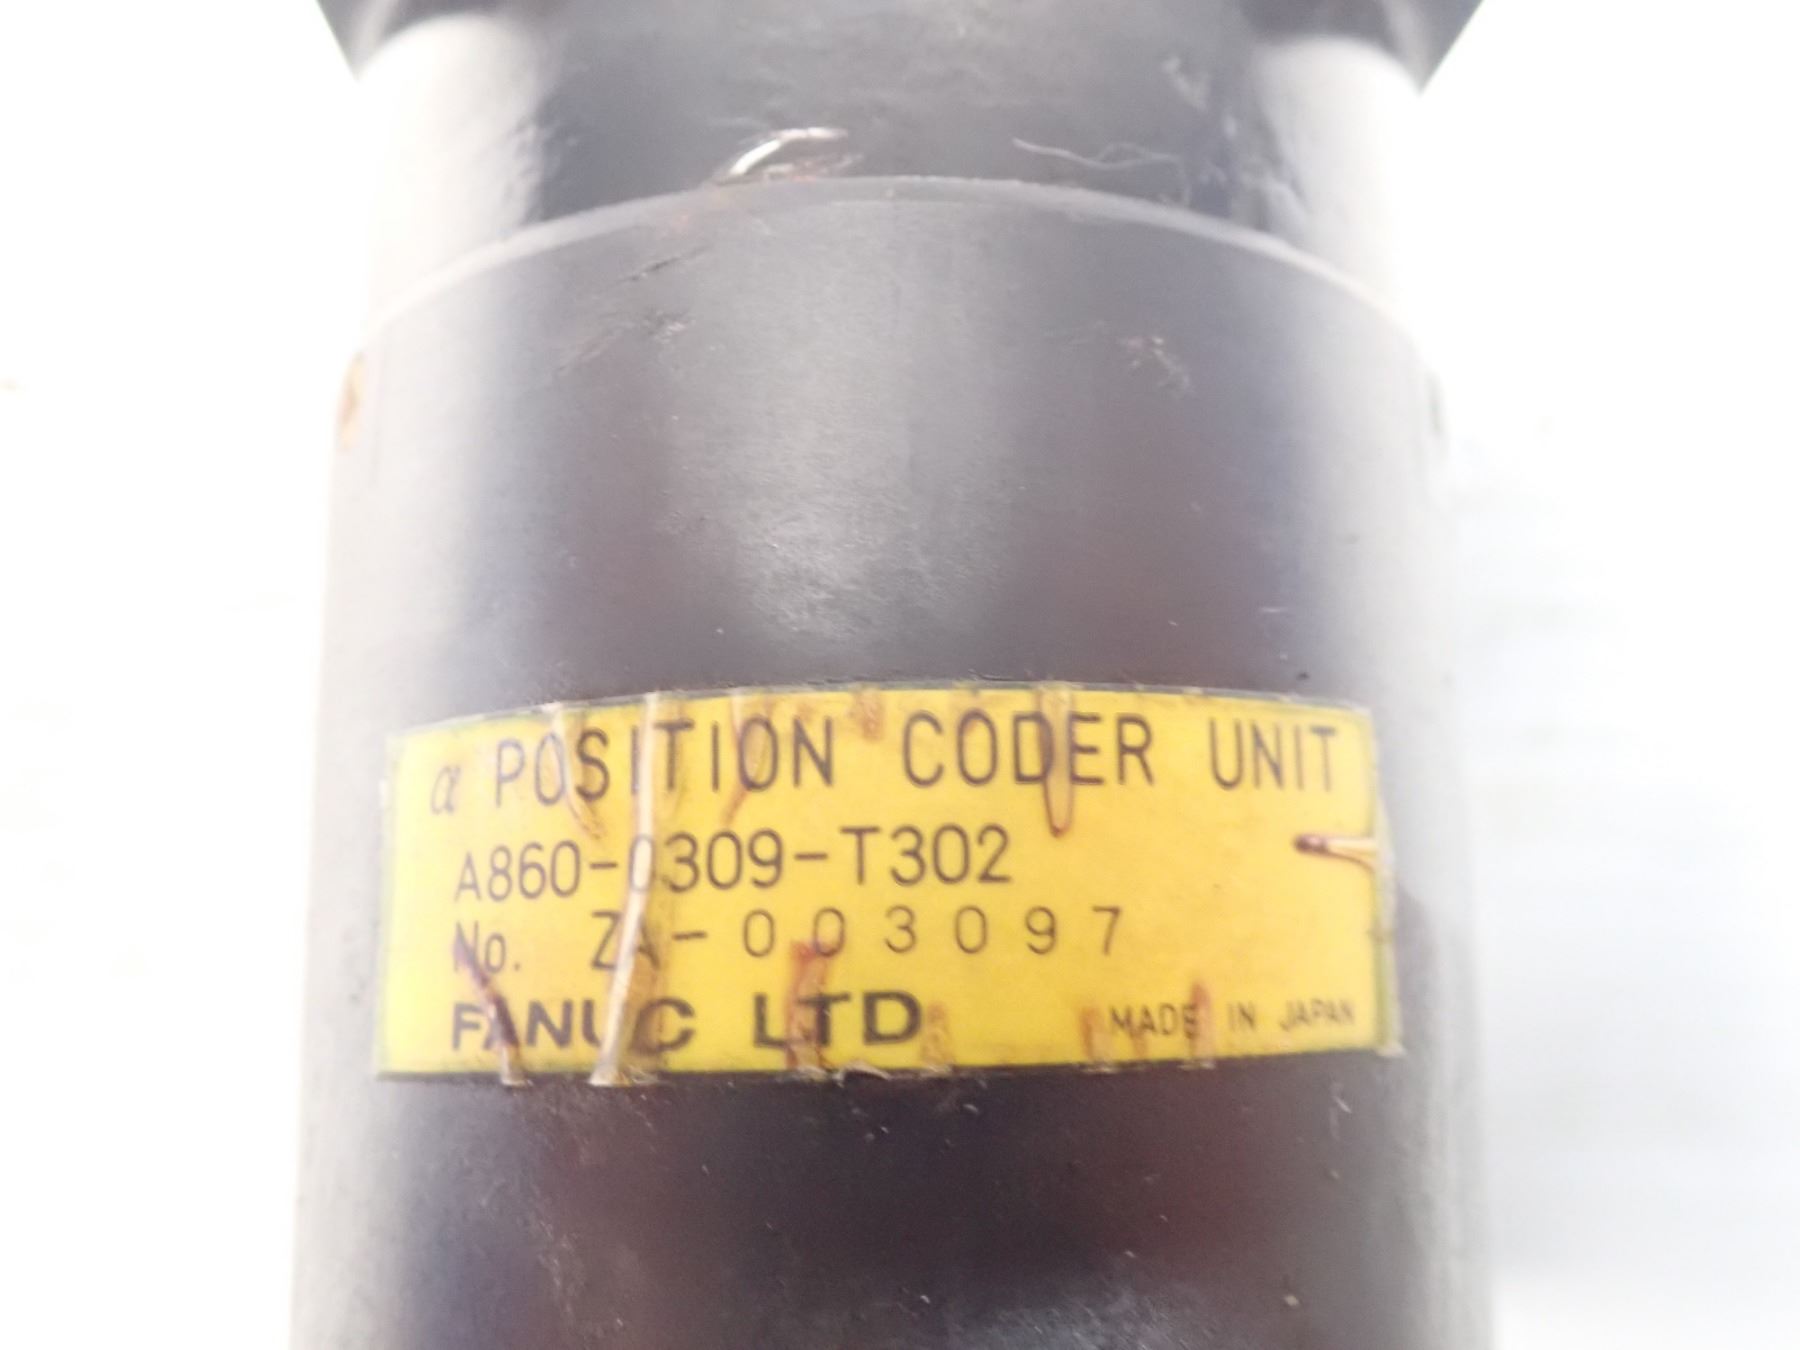 α POSITION CODER UNIT
A860-0309-T302
No. ZA-003097
FANUC LTD MADE IN JAPAN